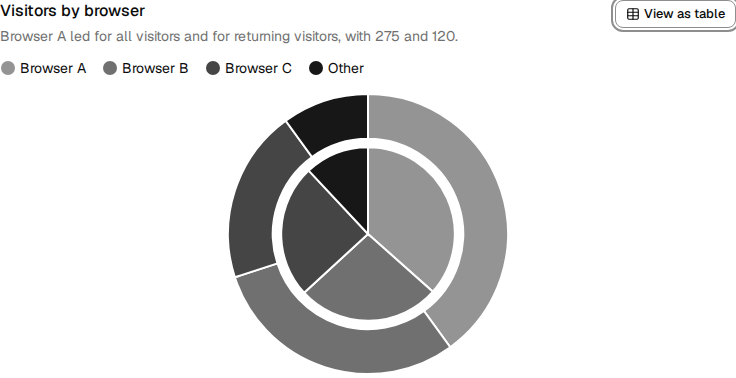 Visitors by browser
View as table
Browser A led for all visitors and for returning visitors, with 275 and 120.
Browser A Browser B Browser C Other